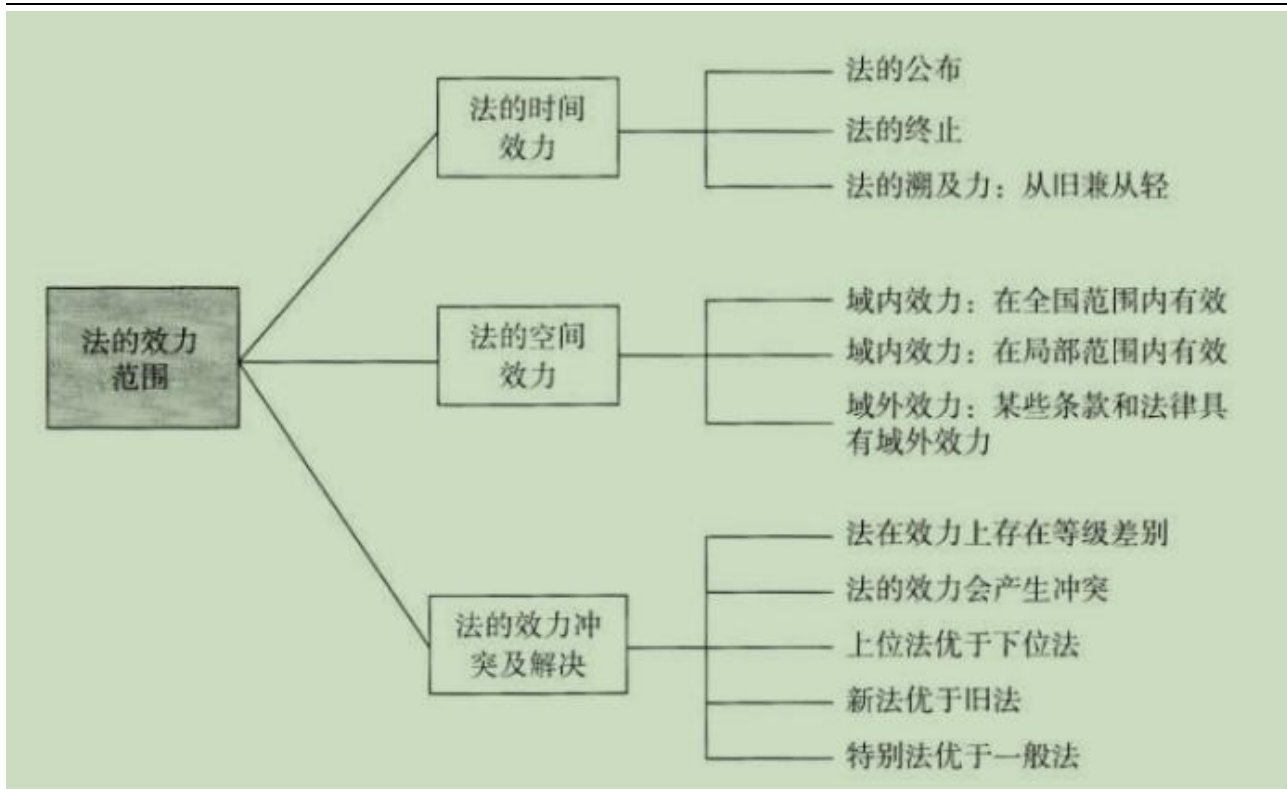 法的效力
范围
法的时间
效力
法的公布
法的终止
法的溯及力：从旧兼从轻
法的空间
效力
域内效力：在全国范围内有效
域内效力：在局部范围内有效
域外效力：某些条款和法律具
有域外效力
法的效力冲
突及解决
法在效力上存在等级差别
法的效力会产生冲突
上位法优于下位法
新法优于旧法
特别法优于一般法